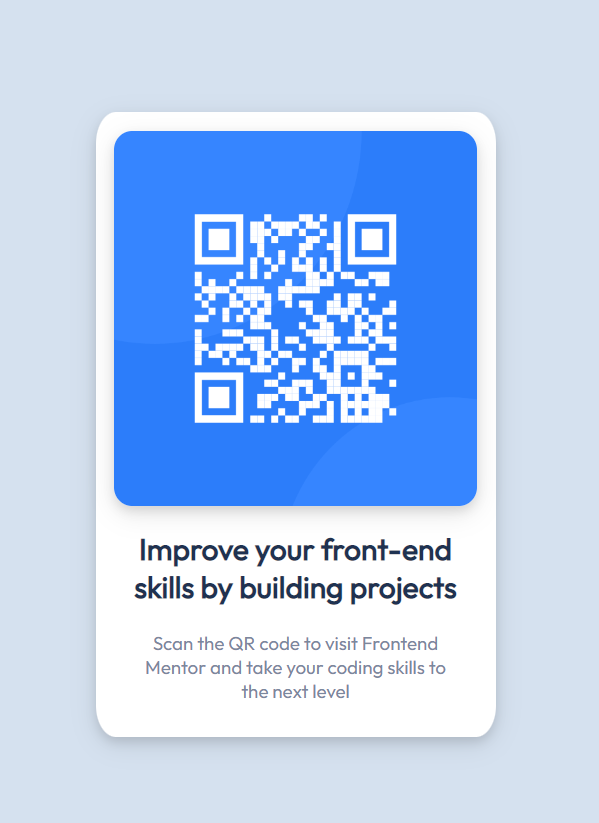 Improve your front-end
skills by building projects
Scan the QR code to visit Frontend
Mentor and take your coding skills to
the next level